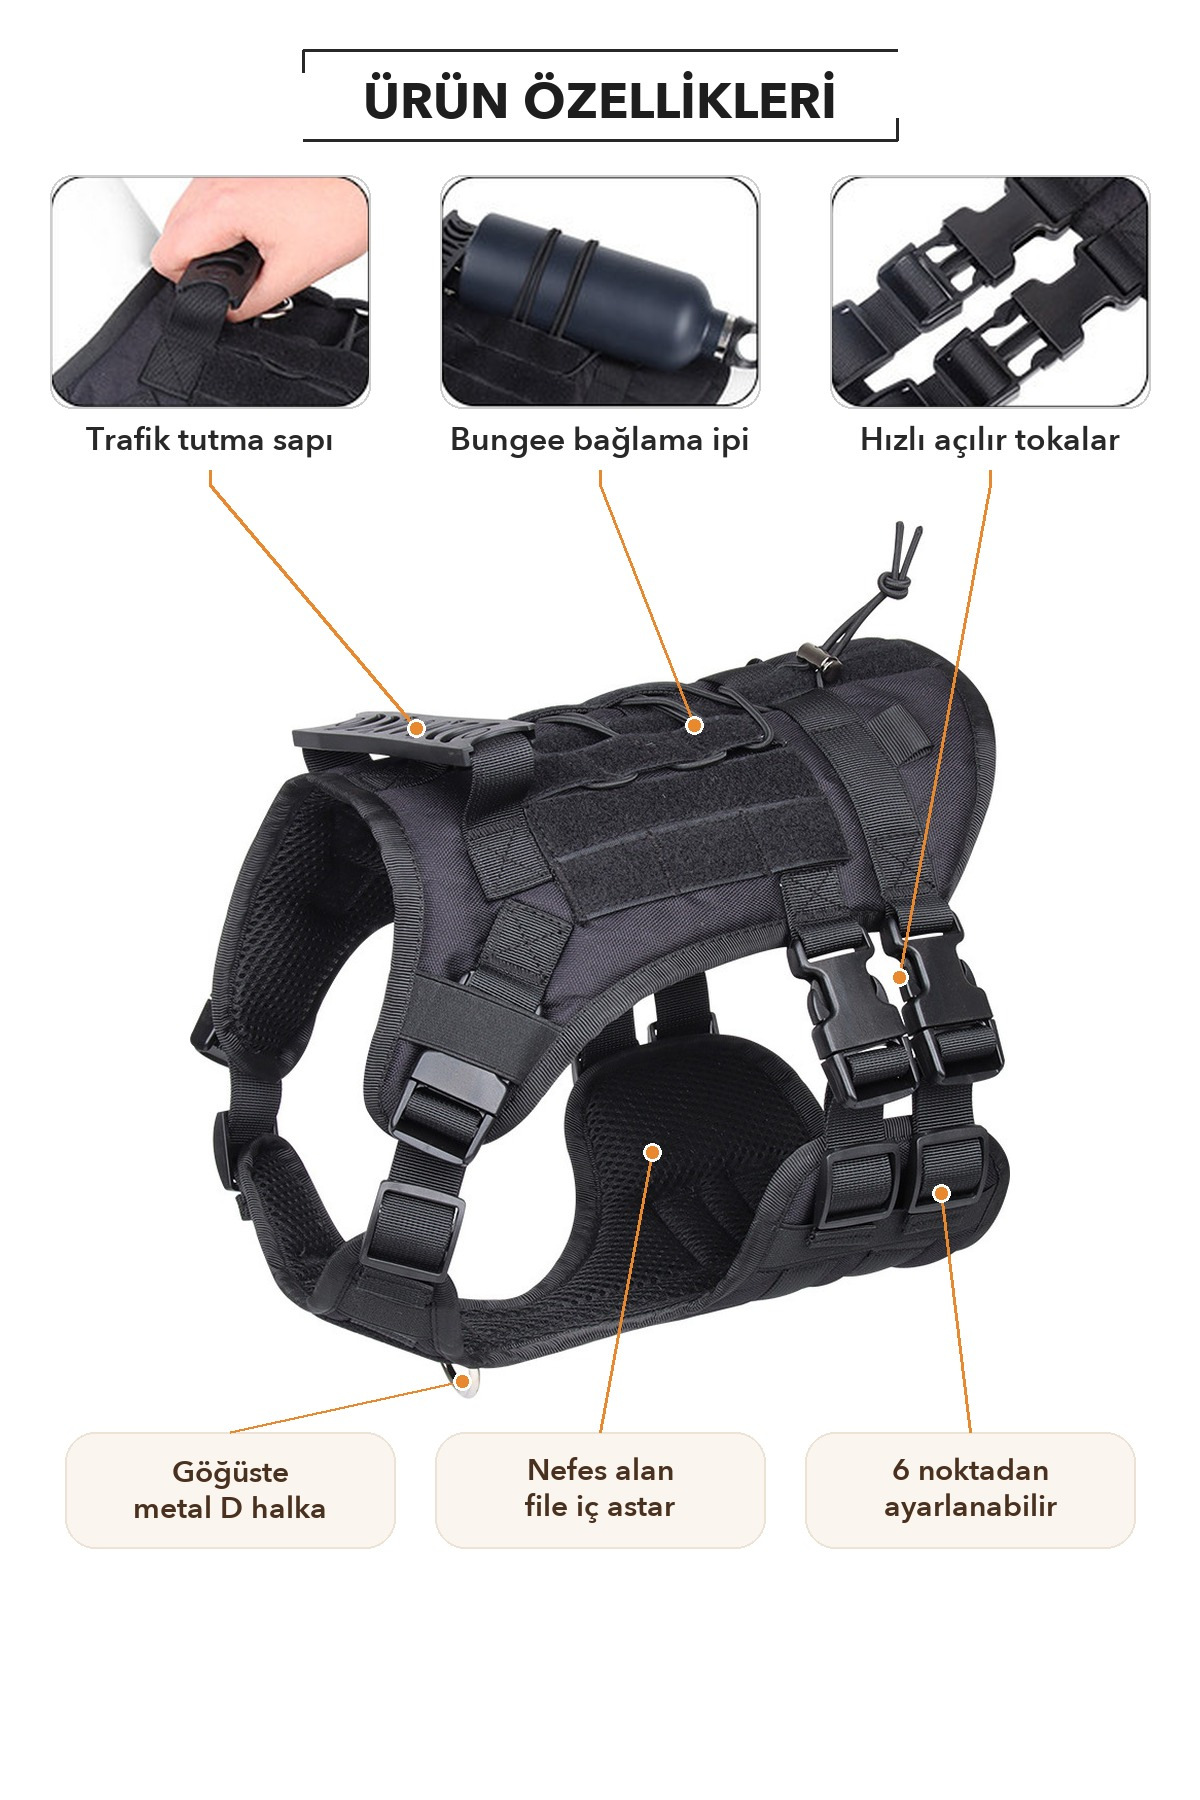 ÜRÜN ÖZELLİKLERİ
Trafik tutma sapı
Bungee bağlama ipi
Hızlı açılır tokalar
Göğüste
metal D halka
Nefes alan
file iç astar
6 noktadan
ayarlanabilir